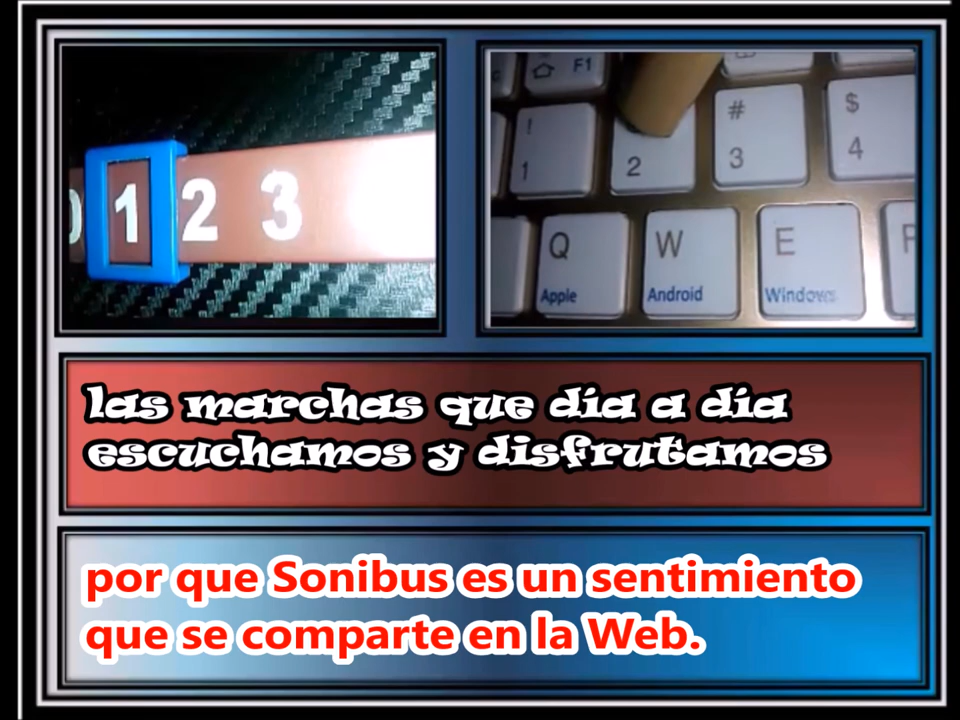 0 1 2 3
F1
! # $
1 2 3 4
Q W E
Apple Android Windows
las marchas que día a día
escuchamos y disfrutamos
por que Sonibus es un sentimiento
que se comparte en la Web.